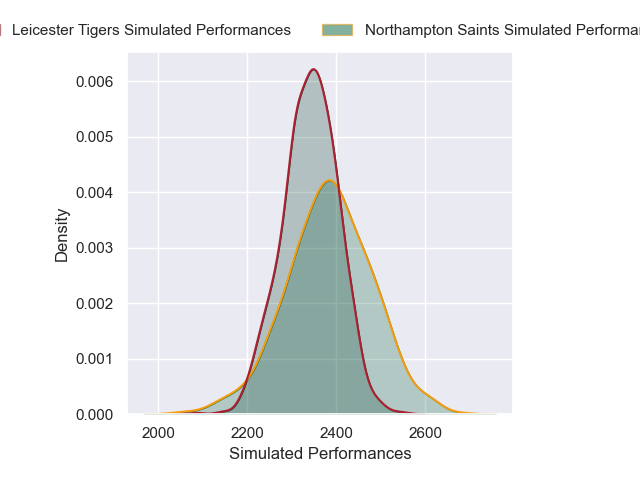 Leicester Tigers Simulated Performances Northampton Saints Simulated
0.006
0.005
0.004
0.003
0.002
0.001
0.000
Density
2000 2200 2400 2600
Simulated Performances